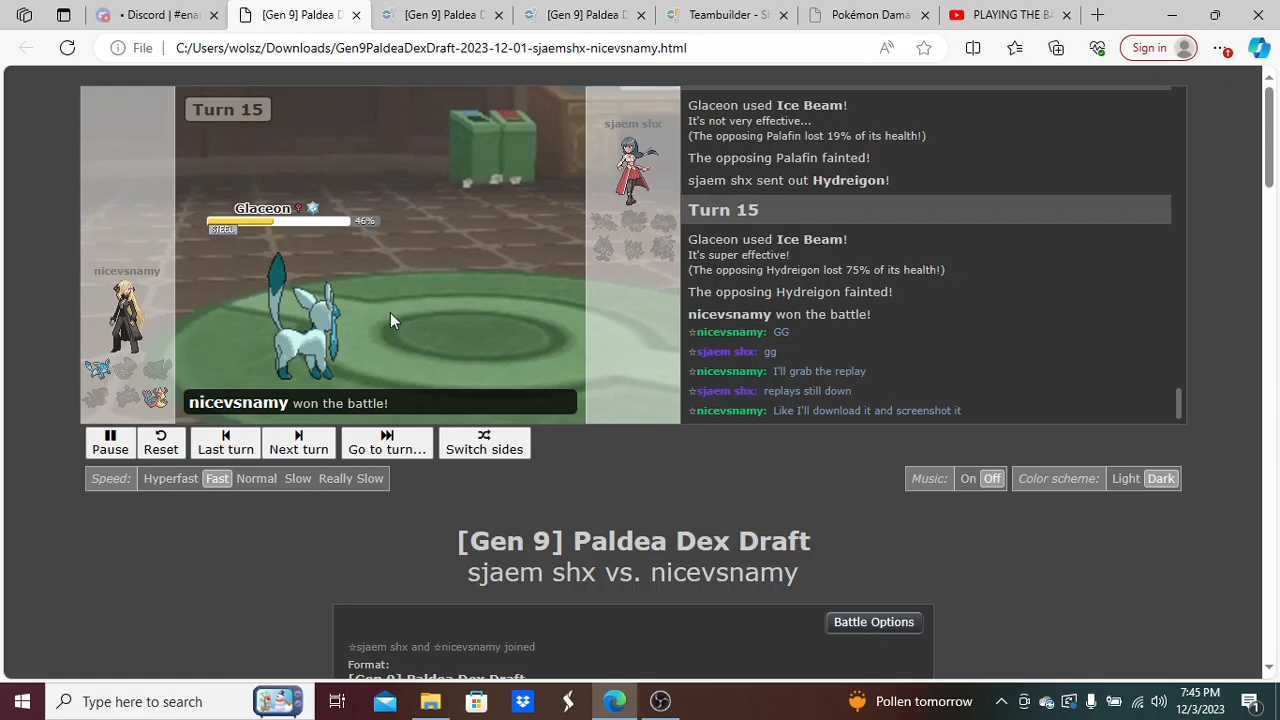 - Discord | #ena
[Gen 9] Paldea D
[Gen 9] Paldea D
[Gen 9] Paldea D
Teambuilder - Sh
Pokémon Dama
PLAYING THE BA
File
C:/Users/wolsz/Downloads/Gen9PaldeaDexDraft-2023-12-01-sjaemshx-nicevsnamy.html
Sign in
Turn 15
Glaceon
46%
STEEL
nicevsnamy
nicevsnamy won the battle!
sjaem shx
Glaceon used Ice Beam!
It's not very effective...
(The opposing Palafin lost 19% of its health!)
The opposing Palafin fainted!
sjaem shx sent out Hydreigon!
Turn 15
Glaceon used Ice Beam!
It's super effective!
(The opposing Hydreigon lost 75% of its health!)
The opposing Hydreigon fainted!
nicevsnamy won the battle!
☆nicevsnamy: GG
☆sjaem shx: gg
☆nicevsnamy: I'll grab the replay
☆sjaem shx: replays still down
☆nicevsnamy: Like I'll download it and screenshot it
Pause Reset Last turn Next turn Go to turn... Switch sides
Speed: Hyperfast Fast Normal Slow Really Slow
Music: On Off Color scheme: Light Dark
[Gen 9] Paldea Dex Draft
sjaem shx vs. nicevsnamy
Battle Options
☆sjaem shx and ☆nicevsnamy joined
Format:
[Gen 9] Paldea Dex Draft
Type here to search
Pollen tomorrow
7:45 PM
12/3/2023
1